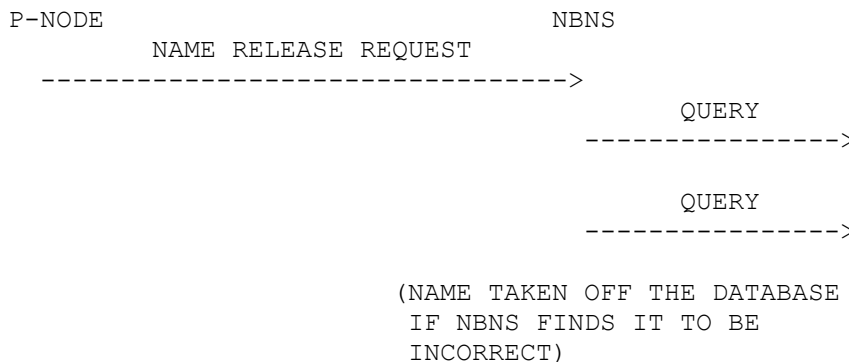 P-NODE NBNS
NAME RELEASE REQUEST
--------------------------------->
QUERY
---------------->
QUERY
---------------->
(NAME TAKEN OFF THE DATABASE
IF NBNS FINDS IT TO BE
INCORRECT)